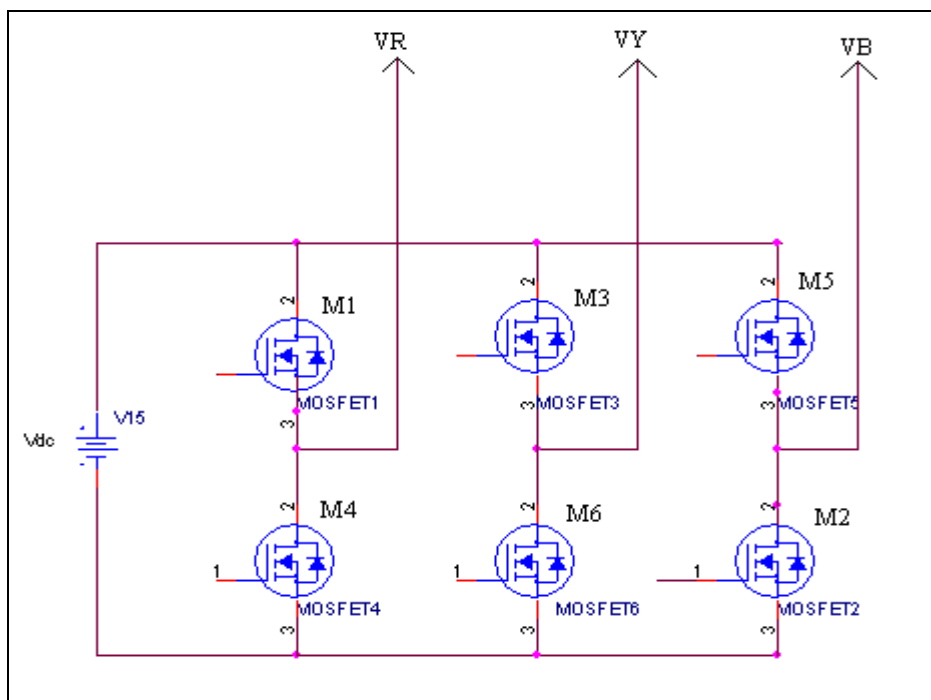 VR
VY
VB
2
M1
2
M3
2
M5
MOSFET1
3
MOSFET3
3
MOSFET5
3
Vdc
V15
2
M4
2
M6
2
M2
1
1
1
MOSFET4
3
MOSFET6
3
MOSFET2
3